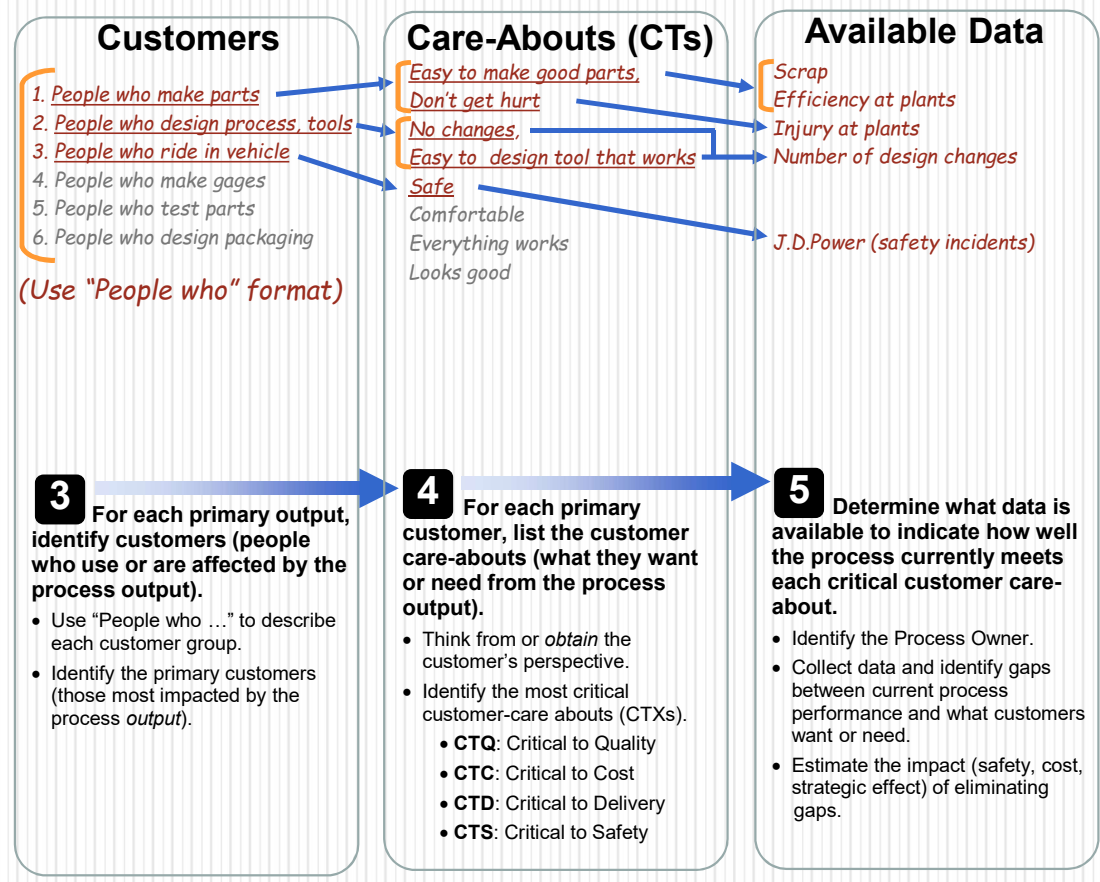 Customers
1. People who make parts
2. People who design process, tools
3. People who ride in vehicle
4. People who make gages
5. People who test parts
6. People who design packaging
(Use “People who” format)
3
For each primary output,
identify customers (people
who use or are affected by the
process output).
• Use “People who …” to describe
each customer group.
• Identify the primary customers
(those most impacted by the
process output).
Care-Abouts (CTs)
Easy to make good parts,
Don’t get hurt
No changes,
Easy to design tool that works
Safe
Comfortable
Everything works
Looks good
4
For each primary
customer, list the customer
care-abouts (what they want
or need from the process
output).
• Think from or obtain the
customer’s perspective.
• Identify the most critical
customer-care abouts (CTXs).
• CTQ: Critical to Quality
• CTC: Critical to Cost
• CTD: Critical to Delivery
• CTS: Critical to Safety
Available Data
Scrap
Efficiency at plants
Injury at plants
Number of design changes
J.D.Power (safety incidents)
5
Determine what data is
available to indicate how well
the process currently meets
each critical customer care-
about.
• Identify the Process Owner.
• Collect data and identify gaps
between current process
performance and what customers
want or need.
• Estimate the impact (safety, cost,
strategic effect) of eliminating
gaps.